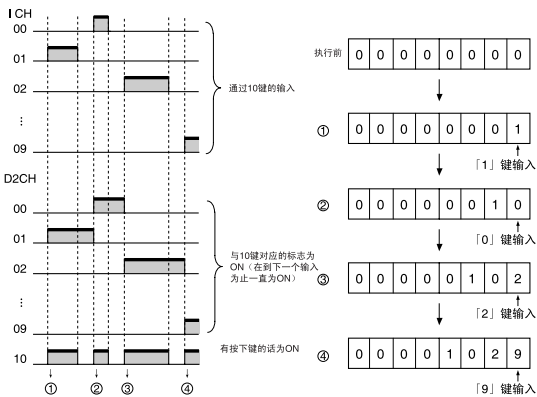 I CH
00
01
02
⋮
09
通过10键的输入
D2CH
00
01
02
⋮
09
10
与10键对应的标志为
ON（在到下一个输入
为止一直为ON）
有按下键的话为ON
① ② ③ ④
执行前 0 0 0 0 0 0 0 0
① 0 0 0 0 0 0 0 1
「1」键输入
② 0 0 0 0 0 0 1 0
「0」键输入
③ 0 0 0 0 0 1 0 2
「2」键输入
④ 0 0 0 0 1 0 2 9
「9」键输入